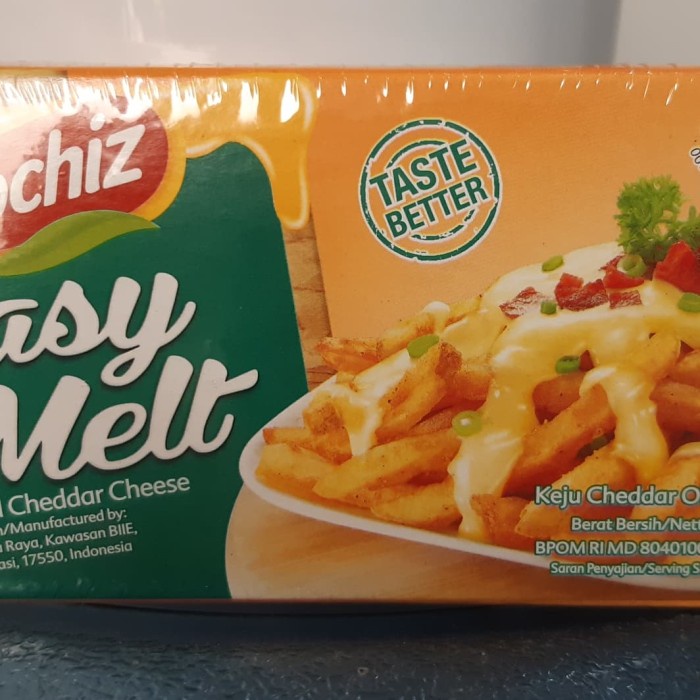 ochiz
asy
Melt
TASTE
BETTER
Cheddar Cheese
/Manufactured by:
Raya, Kawasan BIIE,
asi, 17550, Indonesia
Keju Cheddar O
Berat Bersih/Nett
BPOM RI MD 8040100
Saran Penyajian/Serving S